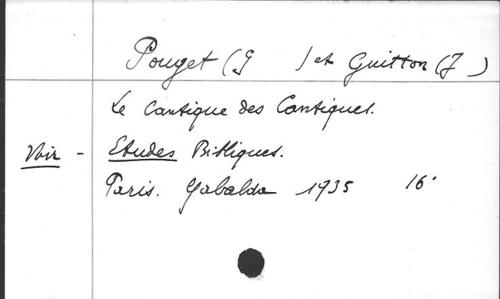 Pouget (G ) et Guitton (J )
Le Cantique des Cantiques.
Voir - Etudes Bibliques.
Paris. Gabalda 1935 16°